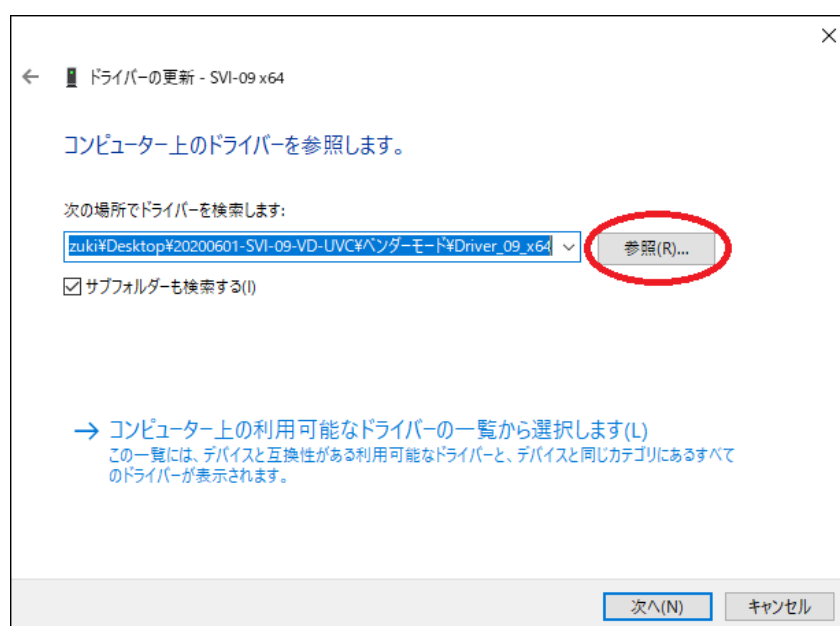 ドライバーの更新 - SVI-09 x64
コンピューター上のドライバーを参照します。
次の場所でドライバーを検索します:
zuki¥Desktop¥20200601-SVI-09-VD-UVC¥ベンダーモード¥Driver_09_x64
参照(R)...
サブフォルダーも検索する(I)
コンピューター上の利用可能なドライバーの一覧から選択します(L)
この一覧には、デバイスと互換性がある利用可能なドライバーと、デバイスと同じカテゴリにあるすべて
のドライバーが表示されます。
次へ(N)
キャンセル